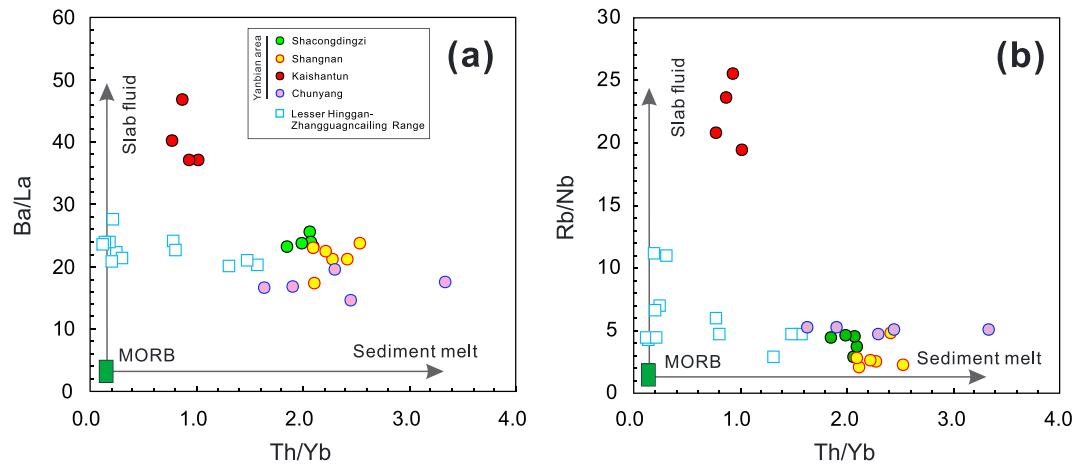 (a)
60
50
40
30
20
10
0
Ba/La
Slab fluid
Yanbian area
Shacongdingzi
Shangnan
Kaishantun
Chunyang
Lesser Hinggan-
Zhangguagncailing Range
MORB
Sediment melt
0.0 1.0 2.0 3.0 4.0
Th/Yb
(b)
30
25
20
15
10
5
0
Rb/Nb
Slab fluid
MORB
Sediment melt
0.0 1.0 2.0 3.0 4.0
Th/Yb